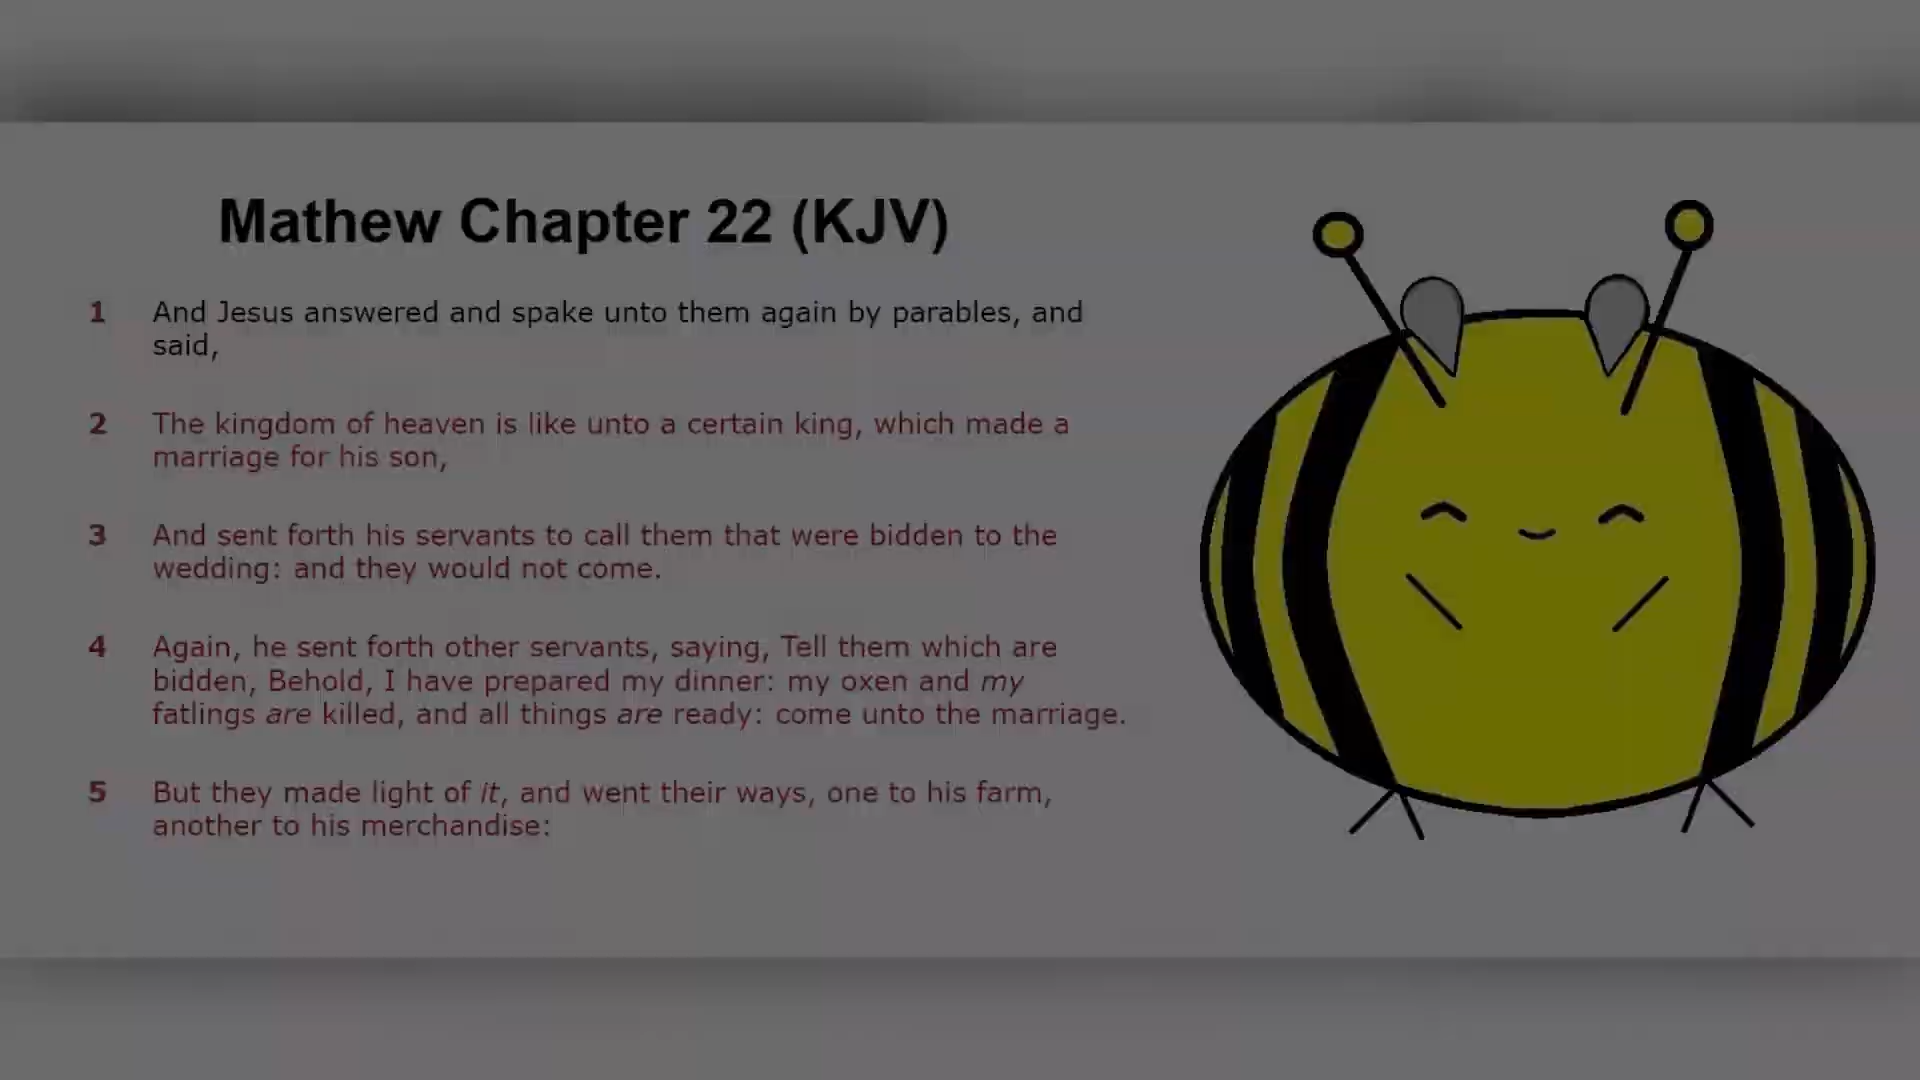 Mathew Chapter 22 (KJV)
1 And Jesus answered and spake unto them again by parables, and
said,
2 The kingdom of heaven is like unto a certain king, which made a
marriage for his son,
3 And sent forth his servants to call them that were bidden to the
wedding: and they would not come.
4 Again, he sent forth other servants, saying, Tell them which are
bidden, Behold, I have prepared my dinner: my oxen and my
fatlings are killed, and all things are ready: come unto the marriage.
5 But they made light of it, and went their ways, one to his farm,
another to his merchandise: